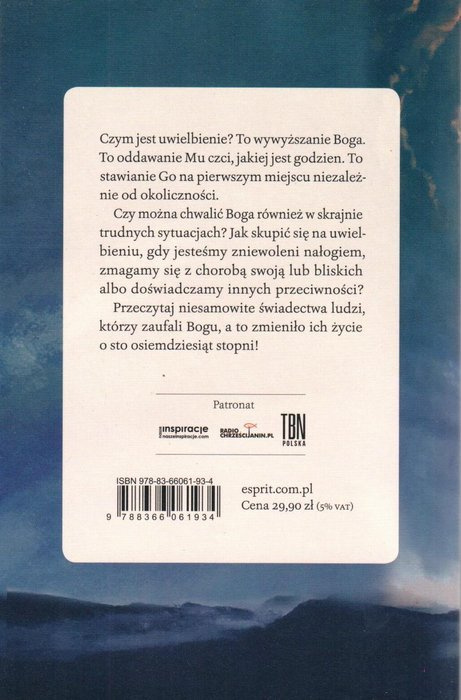 Czym jest uwielbienie? To wywyższanie Boga.
To oddawanie Mu czci, jakiej jest godzien. To
stawianie Go na pierwszym miejscu niezależ-
nie od okoliczności.
Czy można chwalić Boga również w skrajnie
trudnych sytuacjach? Jak skupić się na uwiel-
bieniu, gdy jesteśmy zniewoleni nałogiem,
zmagamy się z chorobą swoją lub bliskich
albo doświadczamy innych przeciwności?
Przeczytaj niesamowite świadectwa ludzi,
którzy zaufali Bogu, a to zmieniło ich życie
o sto osiemdziesiąt stopni!
Patronat
inspiracje
naszeinspiracje.com
RADIO
CHRZEŚCIJANIN.PL
TBN
POLSKA
ISBN 978-83-66061-93-4
9 788366 061934
esprit.com.pl
Cena 29,90 zł (5% VAT)